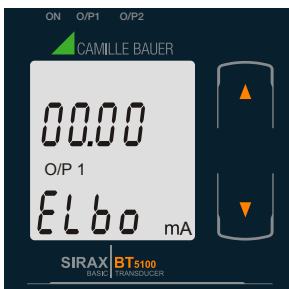 ON O/P1 O/P2
CAMILLE BAUER
00.00
O/P 1
ELbo mA
SIRAX BT5100
BASIC TRANSDUCER